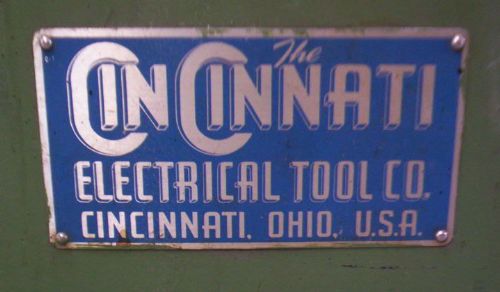 The
CINCINNATI
ELECTRICAL TOOL CO.
CINCINNATI, OHIO, U.S.A.